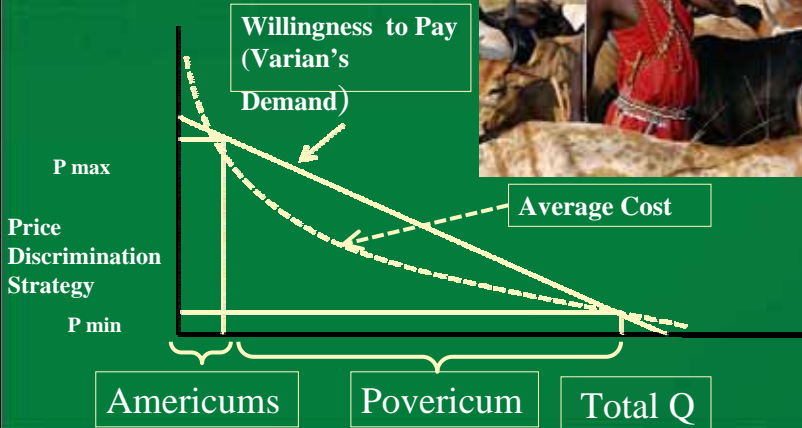 Willingness to Pay
(Varian's
Demand)
P max
Average Cost
Price
Discrimination
Strategy
P min
Americums
Povericum
Total Q